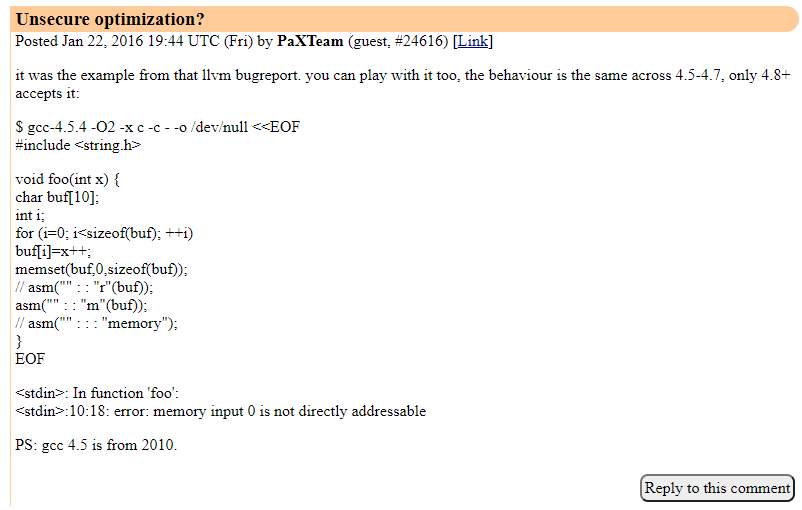 Unsecure optimization?
Posted Jan 22, 2016 19:44 UTC (Fri) by PaXTeam (guest, #24616) [Link]
it was the example from that llvm bugreport. you can play with it too, the behaviour is the same across 4.5-4.7, only 4.8+
accepts it:
$ gcc-4.5.4 -O2 -x c -c - -o /dev/null <<EOF
#include <string.h>
void foo(int x) {
char buf[10];
int i;
for (i=0; i<sizeof(buf); ++i)
buf[i]=x++;
memset(buf,0,sizeof(buf));
// asm("" : : "r"(buf));
asm("" : : "m"(buf));
// asm("" : : : "memory");
}
EOF
<stdin>: In function 'foo':
<stdin>:10:18: error: memory input 0 is not directly addressable
PS: gcc 4.5 is from 2010.
Reply to this comment